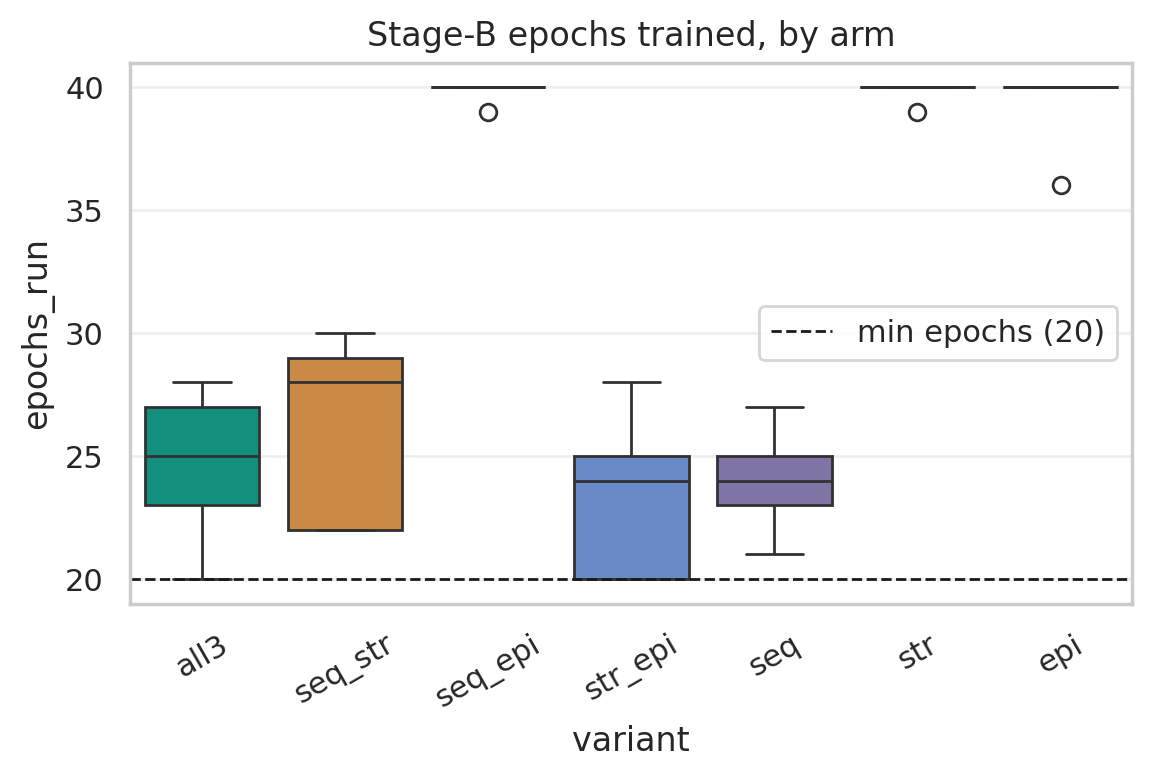 Stage-B epochs trained, by arm
epochs_run
40
35
30
25
20
min epochs (20)
all3
seq_str
seq_epi
str_epi
seq
str
epi
variant